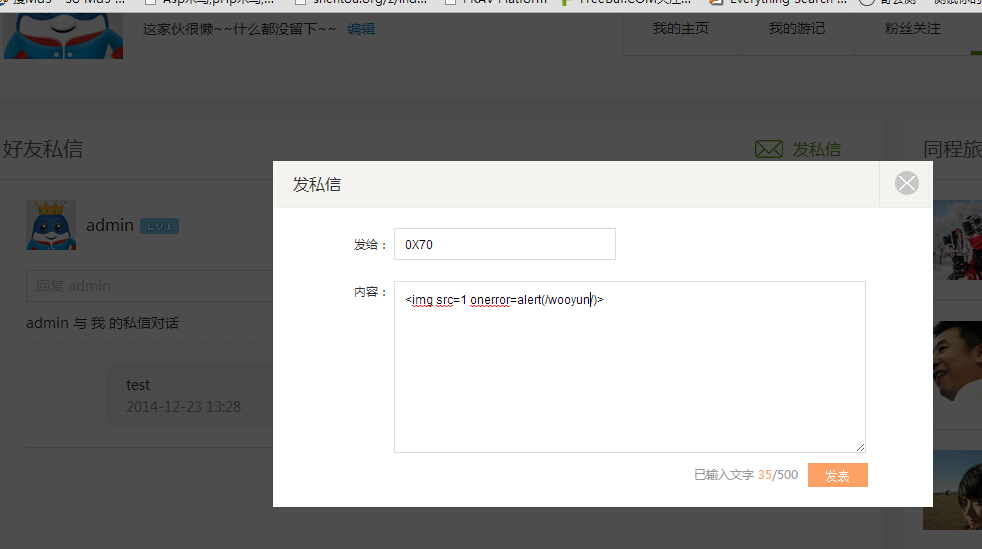 这家伙很懒~~什么都没留下~~ 编辑
我的主页 我的游记 粉丝关注
好友私信 发私信
同程旅
发私信
admin LV.1
发给： 0X70
回复 admin
内容： <img src=1 onerror=alert(/wooyun/)>
admin 与 我 的私信对话
test
2014-12-23 13:28
已输入文字 35/500 发表